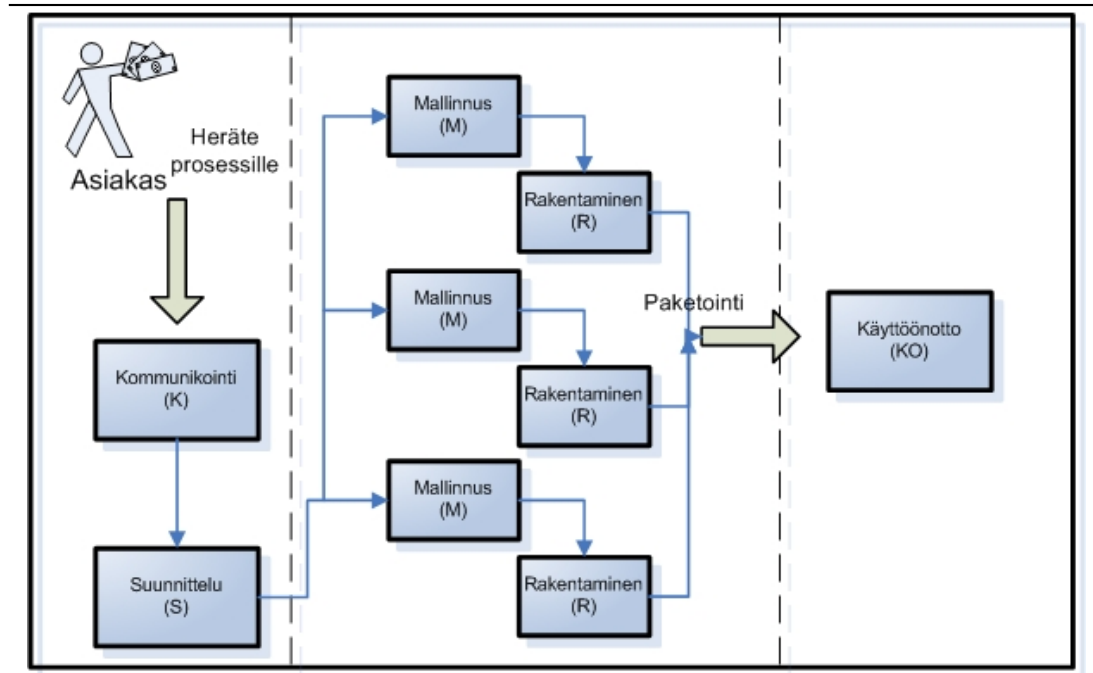 Asiakas
Heräte
prosessille
Kommunikointi
(K)
Suunnittelu
(S)
Mallinnus
(M)
Rakentaminen
(R)
Mallinnus
(M)
Rakentaminen
(R)
Mallinnus
(M)
Rakentaminen
(R)
Paketointi
Käyttöönotto
(KO)